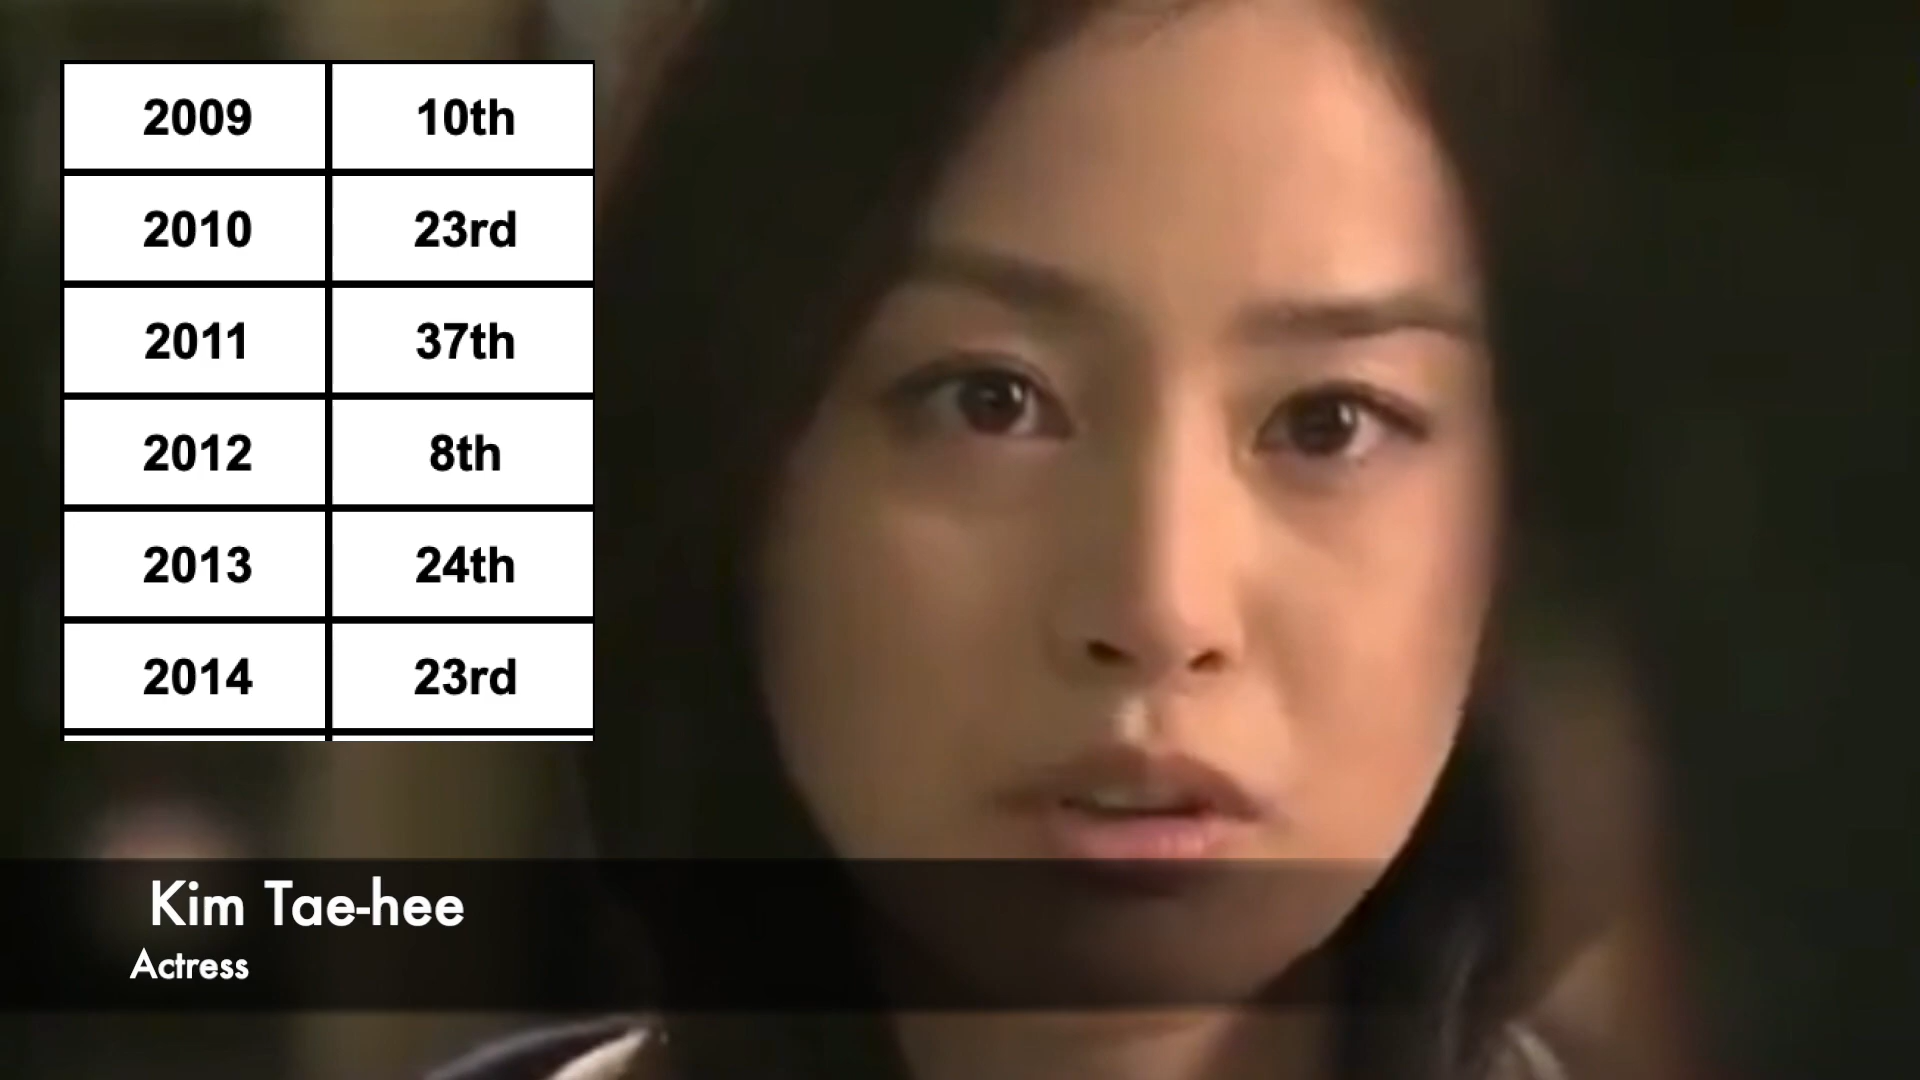 2009 10th
2010 23rd
2011 37th
2012 8th
2013 24th
2014 23rd
Kim Tae-hee
Actress